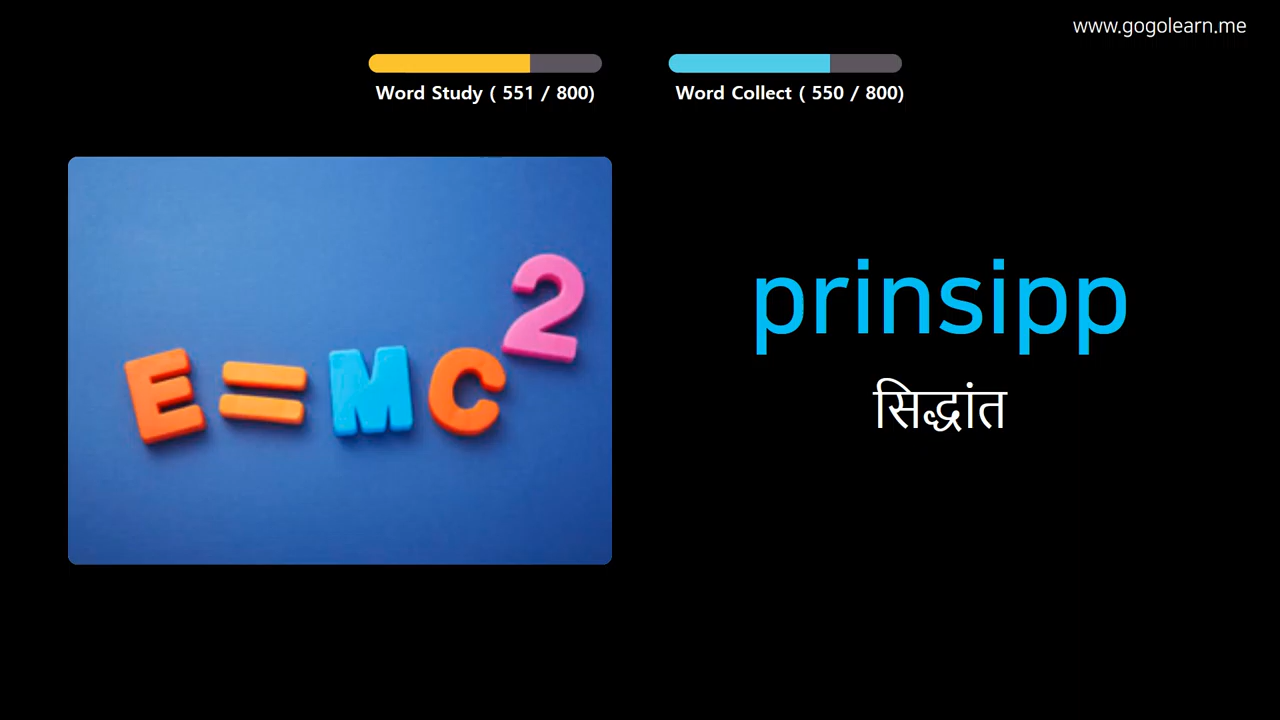 www.gogolearn.me
Word Study ( 551 / 800)
Word Collect ( 550 / 800)
E=MC²
prinsipp
सिद्धांत